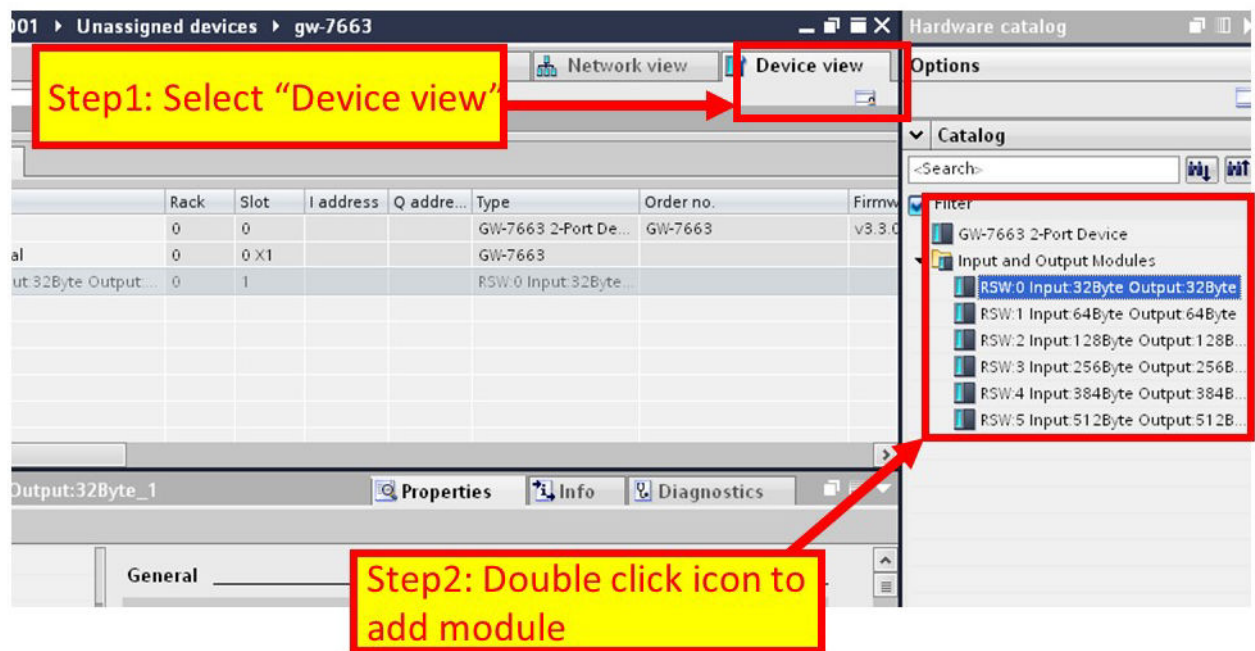 001 ▸ Unassigned devices ▸ gw-7663
Hardware catalog
Step1: Select “Device view”
Network view
Device view
Options
Catalog
<Search>
Filter
Rack Slot I address Q addre... Type Order no. Firmw
0 0 GW-7663 2-Port De... GW-7663 v3.3.0
al 0 0 X1 GW-7663
ut:32Byte Output:... 0 1 RSW:0 Input:32Byte...
GW-7663 2-Port Device
Input and Output Modules
RSW:0 Input:32Byte Output:32Byte
RSW:1 Input:64Byte Output:64Byte
RSW:2 Input:128Byte Output:128B...
RSW:3 Input:256Byte Output:256B...
RSW:4 Input:384Byte Output:384B...
RSW:5 Input:512Byte Output:512B...
Output:32Byte_1
Properties
Info
Diagnostics
General
Step2: Double click icon to
add module